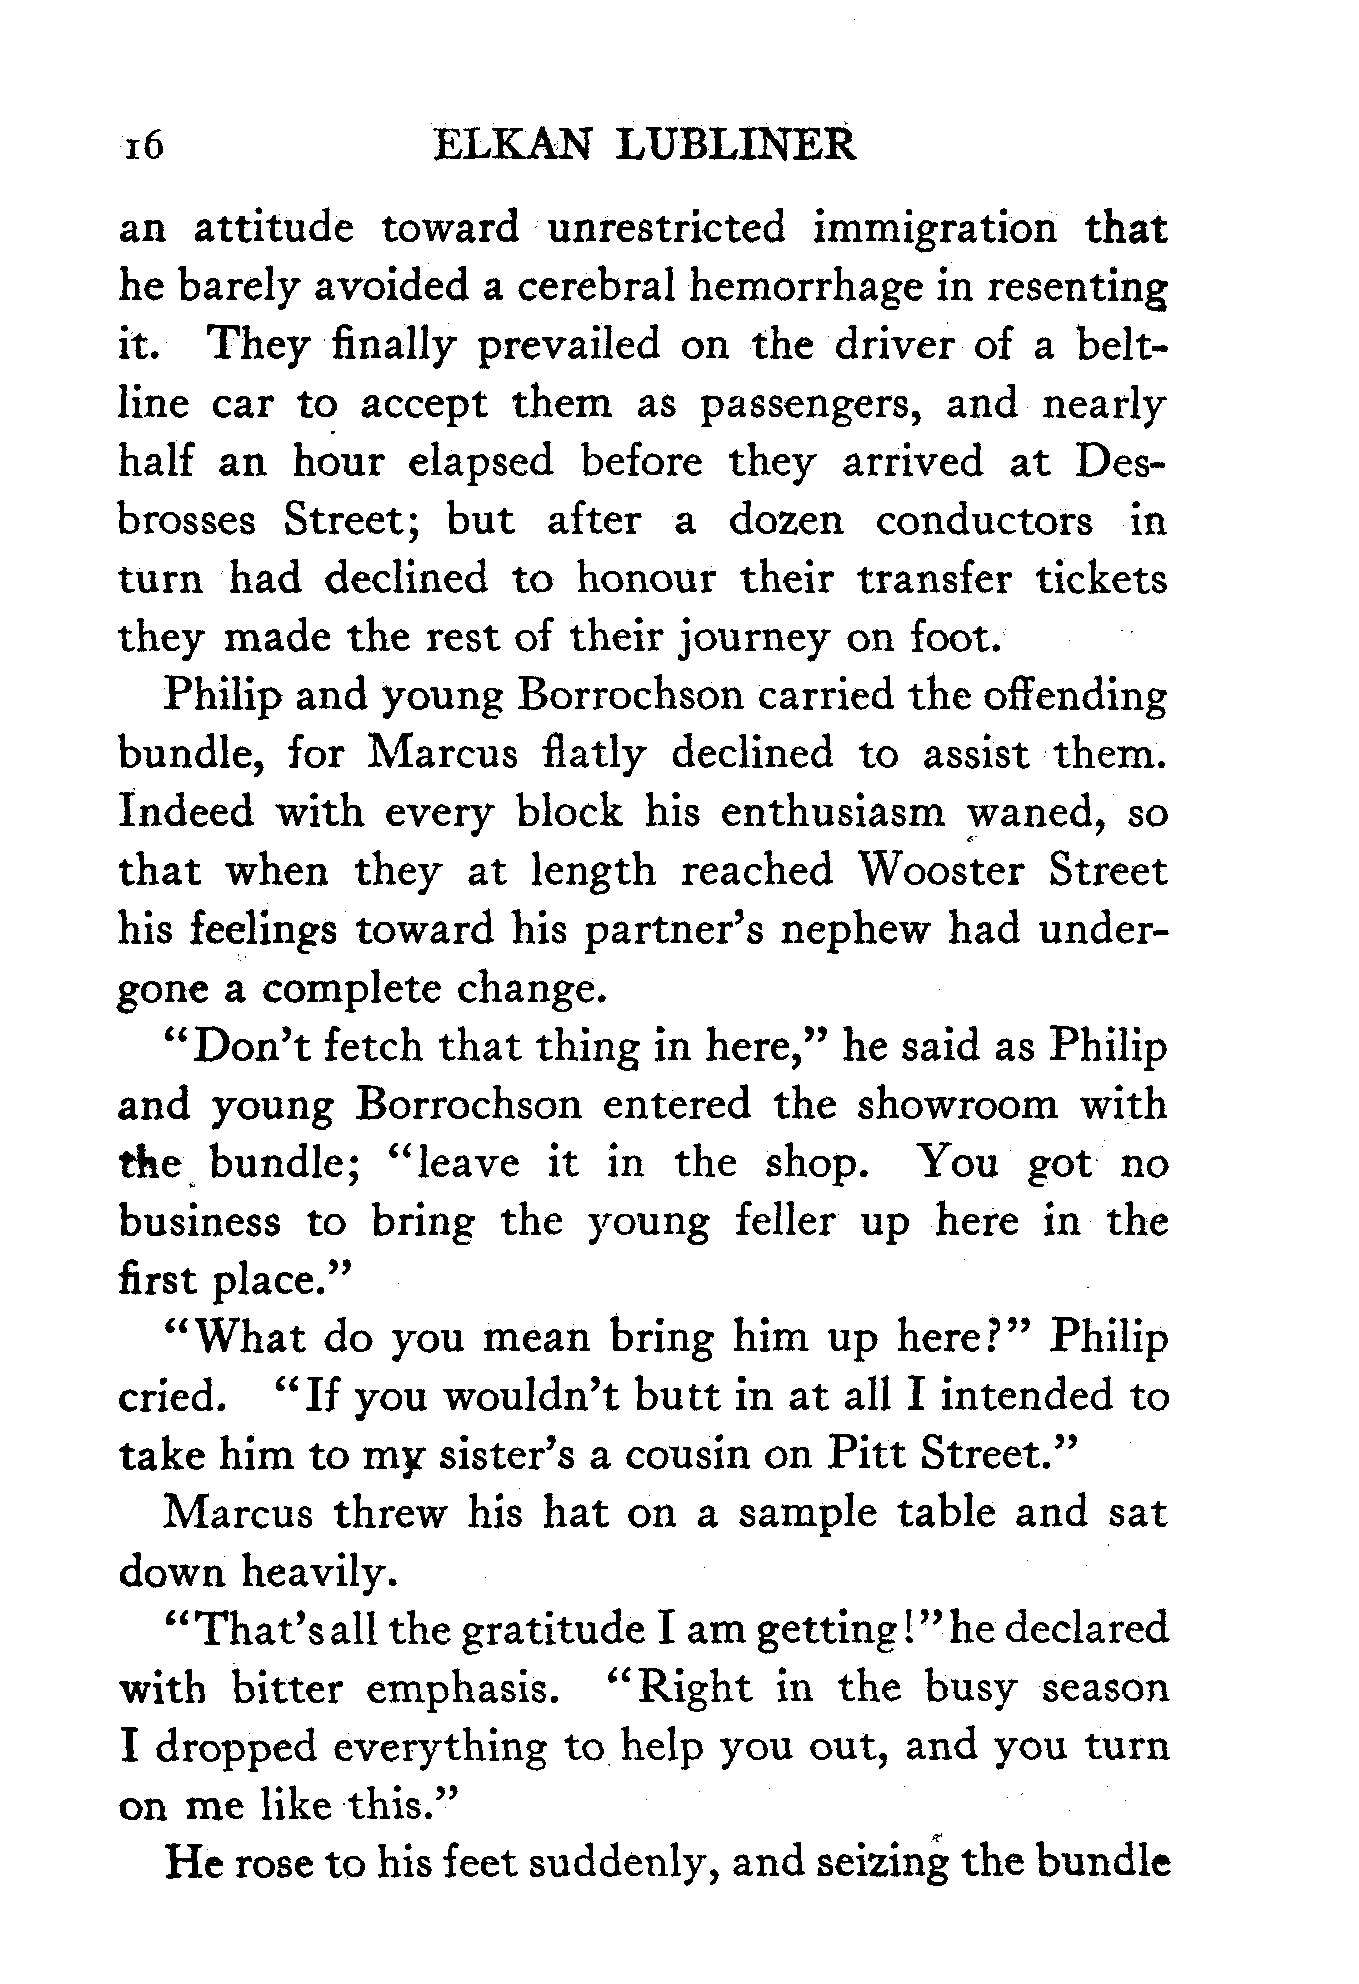 16 ELKAN LUBLINER
an attitude toward unrestricted immigration that
he barely avoided a cerebral hemorrhage in resenting
it. They finally prevailed on the driver of a belt-
line car to accept them as passengers, and nearly
half an hour elapsed before they arrived at Des-
brosses Street; but after a dozen conductors in
turn had declined to honour their transfer tickets
they made the rest of their journey on foot.
Philip and young Borrochson carried the offending
bundle, for Marcus flatly declined to assist them.
Indeed with every block his enthusiasm waned, so
that when they at length reached Wooster Street
his feelings toward his partner's nephew had under-
gone a complete change.
"Don't fetch that thing in here," he said as Philip
and young Borrochson entered the showroom with
the bundle; "leave it in the shop. You got no
business to bring the young feller up here in the
first place."
"What do you mean bring him up here?" Philip
cried. "If you wouldn't butt in at all I intended to
take him to my sister's a cousin on Pitt Street."
Marcus threw his hat on a sample table and sat
down heavily.
"That's all the gratitude I am getting!" he declared
with bitter emphasis. "Right in the busy season
I dropped everything to help you out, and you turn
on me like this."
He rose to his feet suddenly, and seizing the bundle